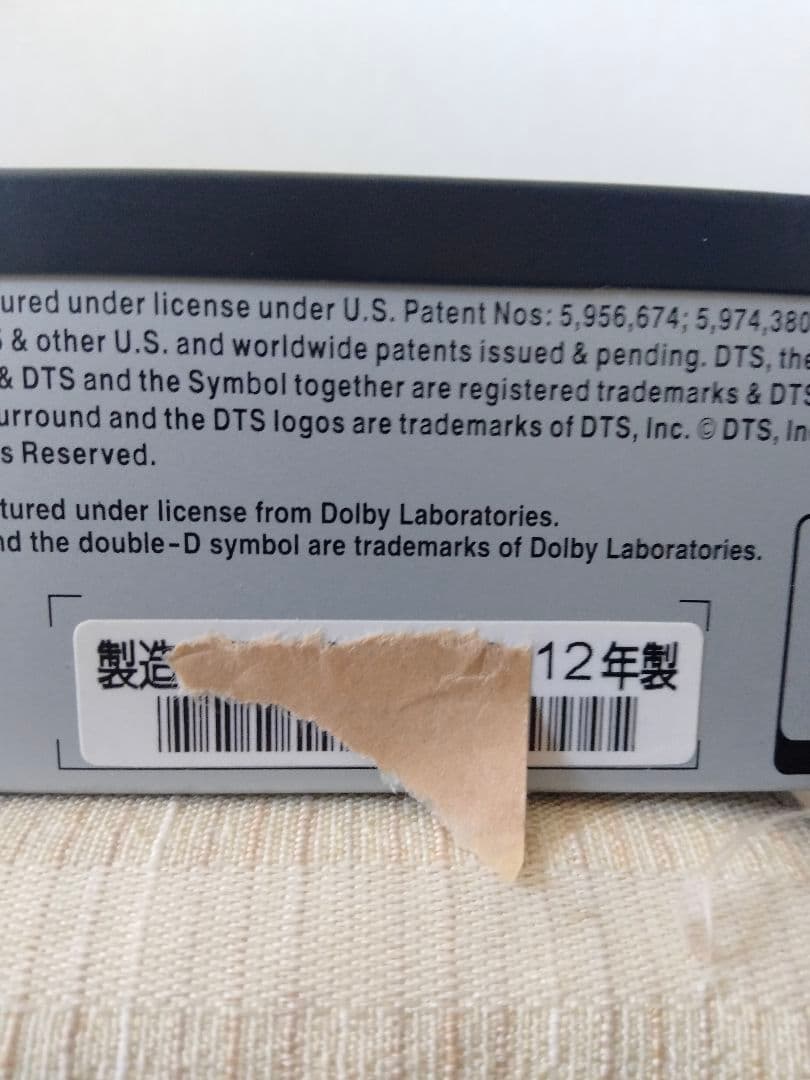 ured under license under U.S. Patent Nos: 5,956,674; 5,974,380
& other U.S. and worldwide patents issued & pending. DTS, the
& DTS and the Symbol together are registered trademarks & DTS
urround and the DTS logos are trademarks of DTS, Inc. © DTS, In
s Reserved.
tured under license from Dolby Laboratories.
nd the double-D symbol are trademarks of Dolby Laboratories.
製造 12年製